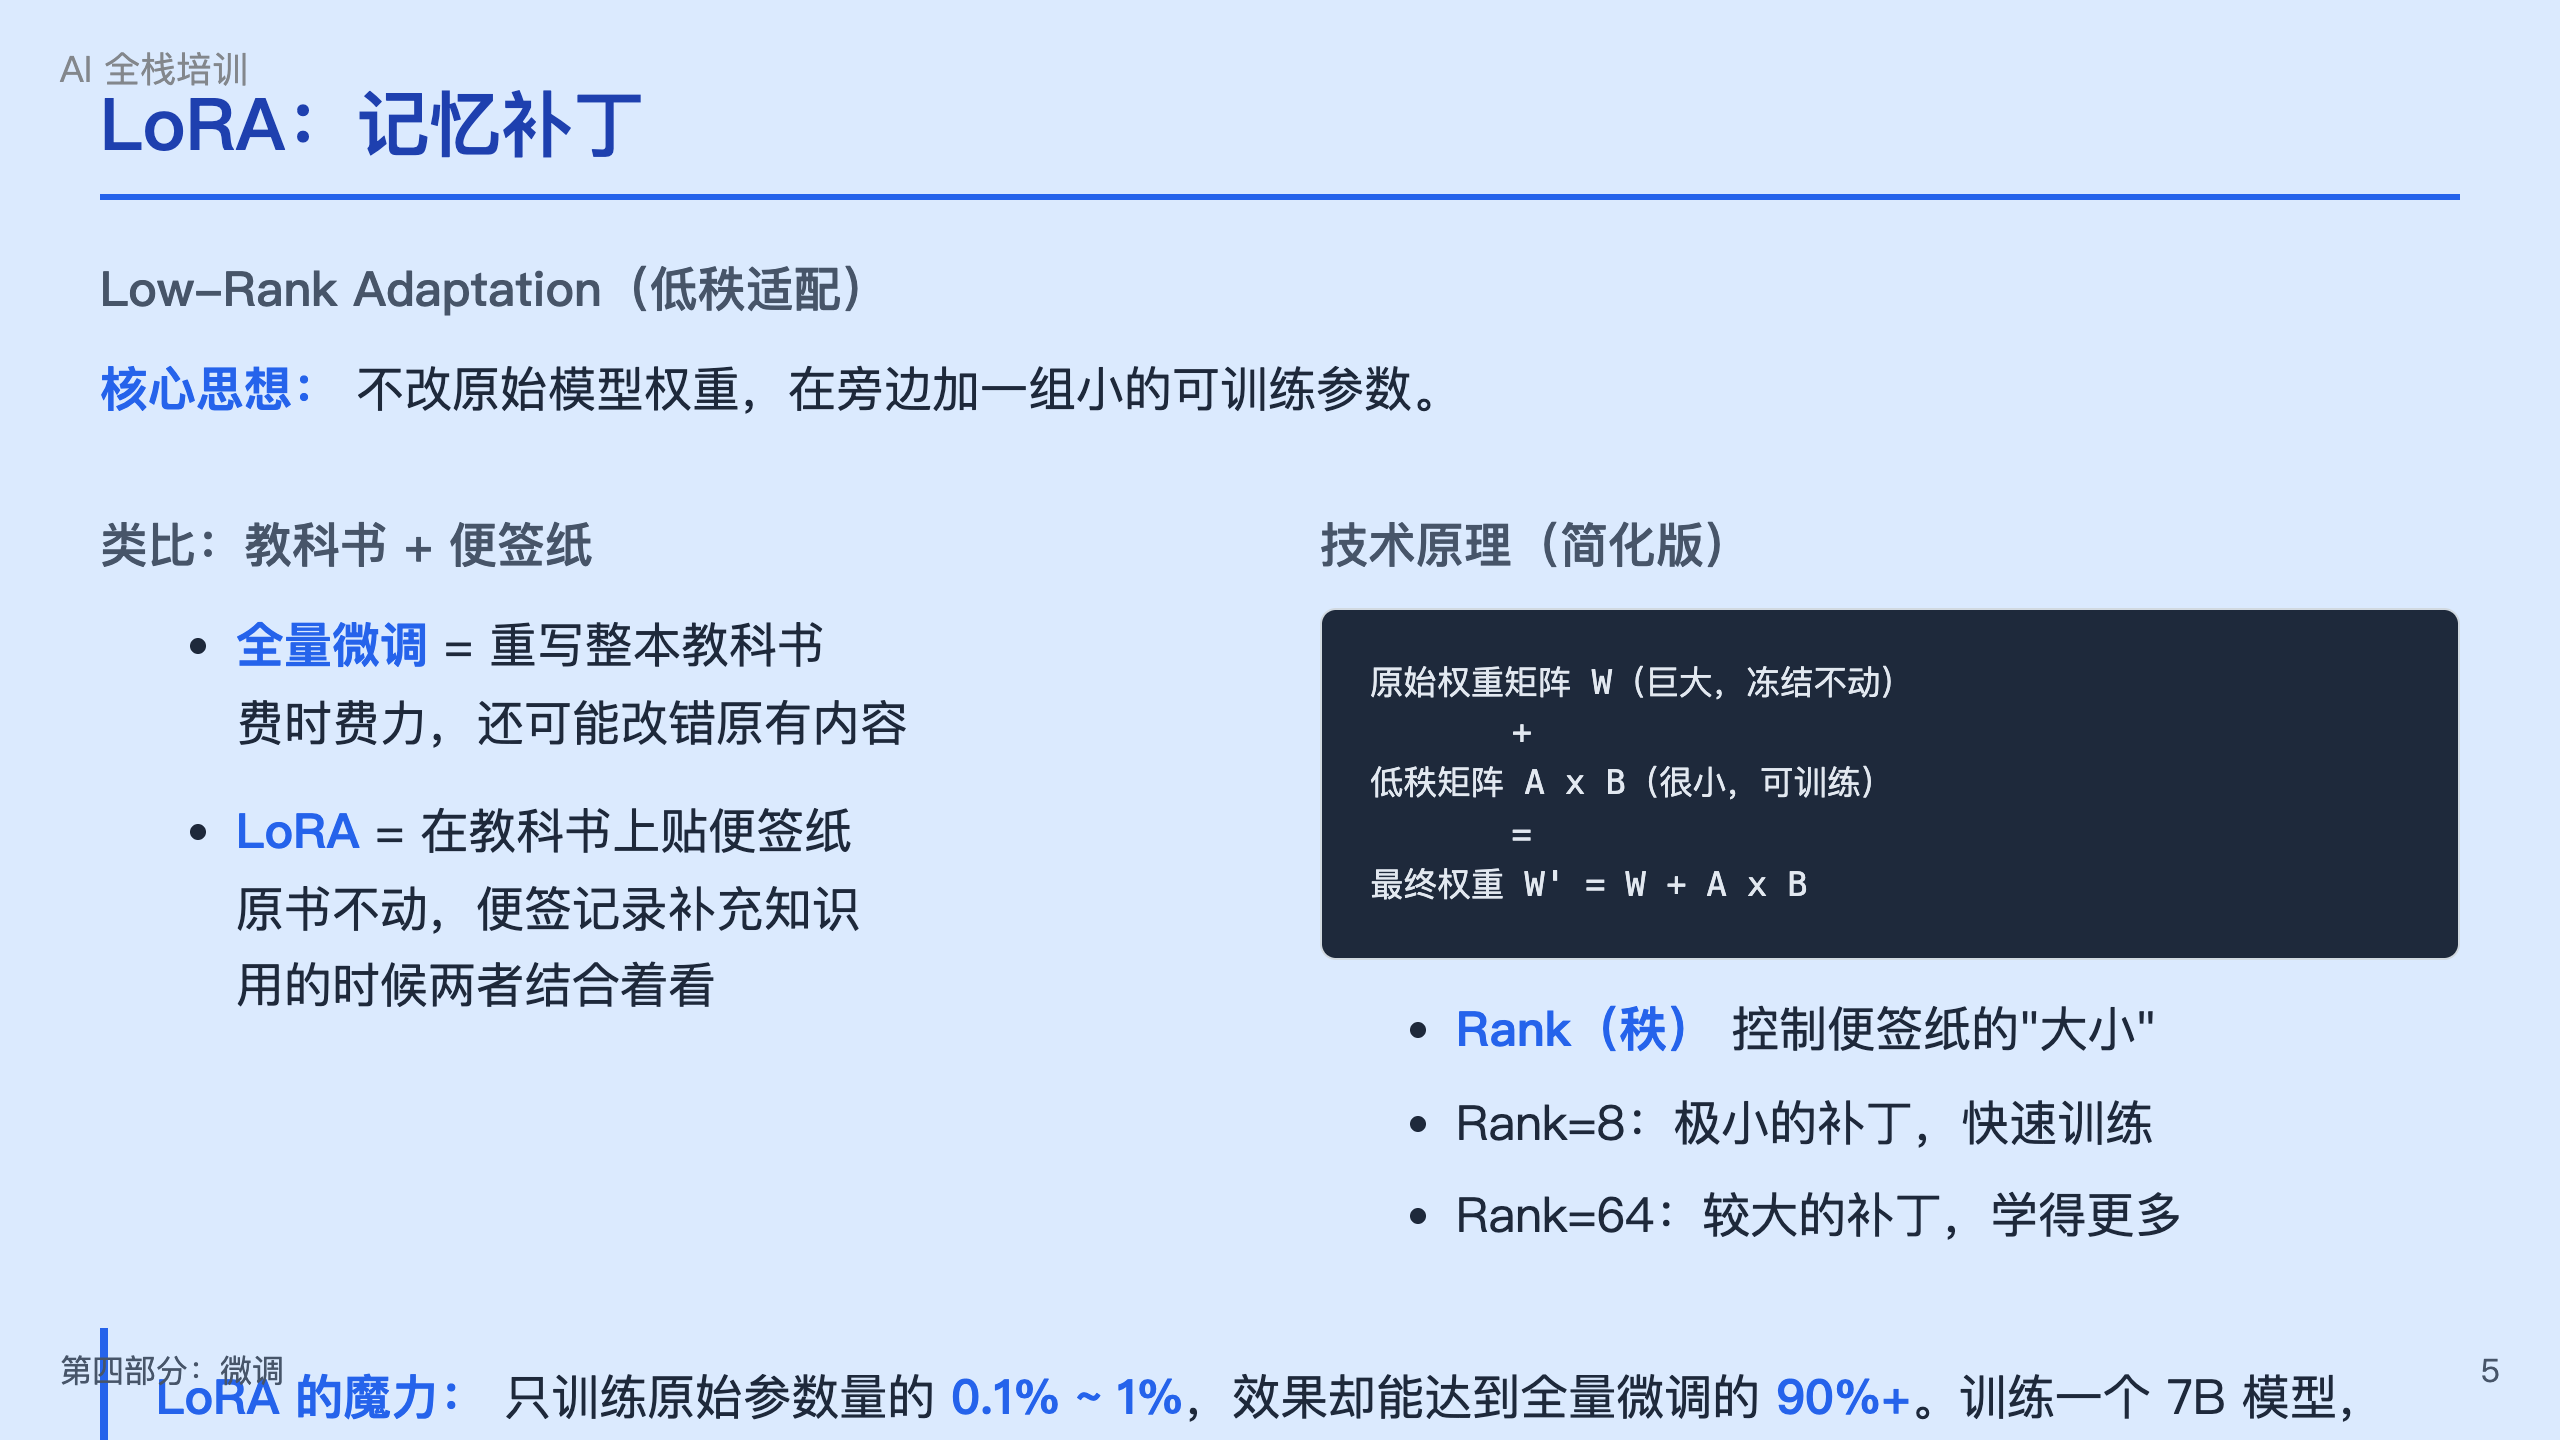 AI 全栈培训
LoRA：记忆补丁
Low-Rank Adaptation（低秩适配）
核心思想： 不改原始模型权重，在旁边加一组小的可训练参数。
类比：教科书 + 便签纸
• 全量微调 = 重写整本教科书
费时费力，还可能改错原有内容
• LoRA = 在教科书上贴便签纸
原书不动，便签记录补充知识
用的时候两者结合着看
技术原理（简化版）
原始权重矩阵 W（巨大，冻结不动）
+
低秩矩阵 A x B（很小，可训练）
=
最终权重 W' = W + A x B
• Rank（秩） 控制便签纸的"大小"
• Rank=8：极小的补丁，快速训练
• Rank=64：较大的补丁，学得更多
LoRA 的魔力： 只训练原始参数量的 0.1% ~ 1%，效果却能达到全量微调的 90%+。训练一个 7B 模型，
第四部分：微调
5